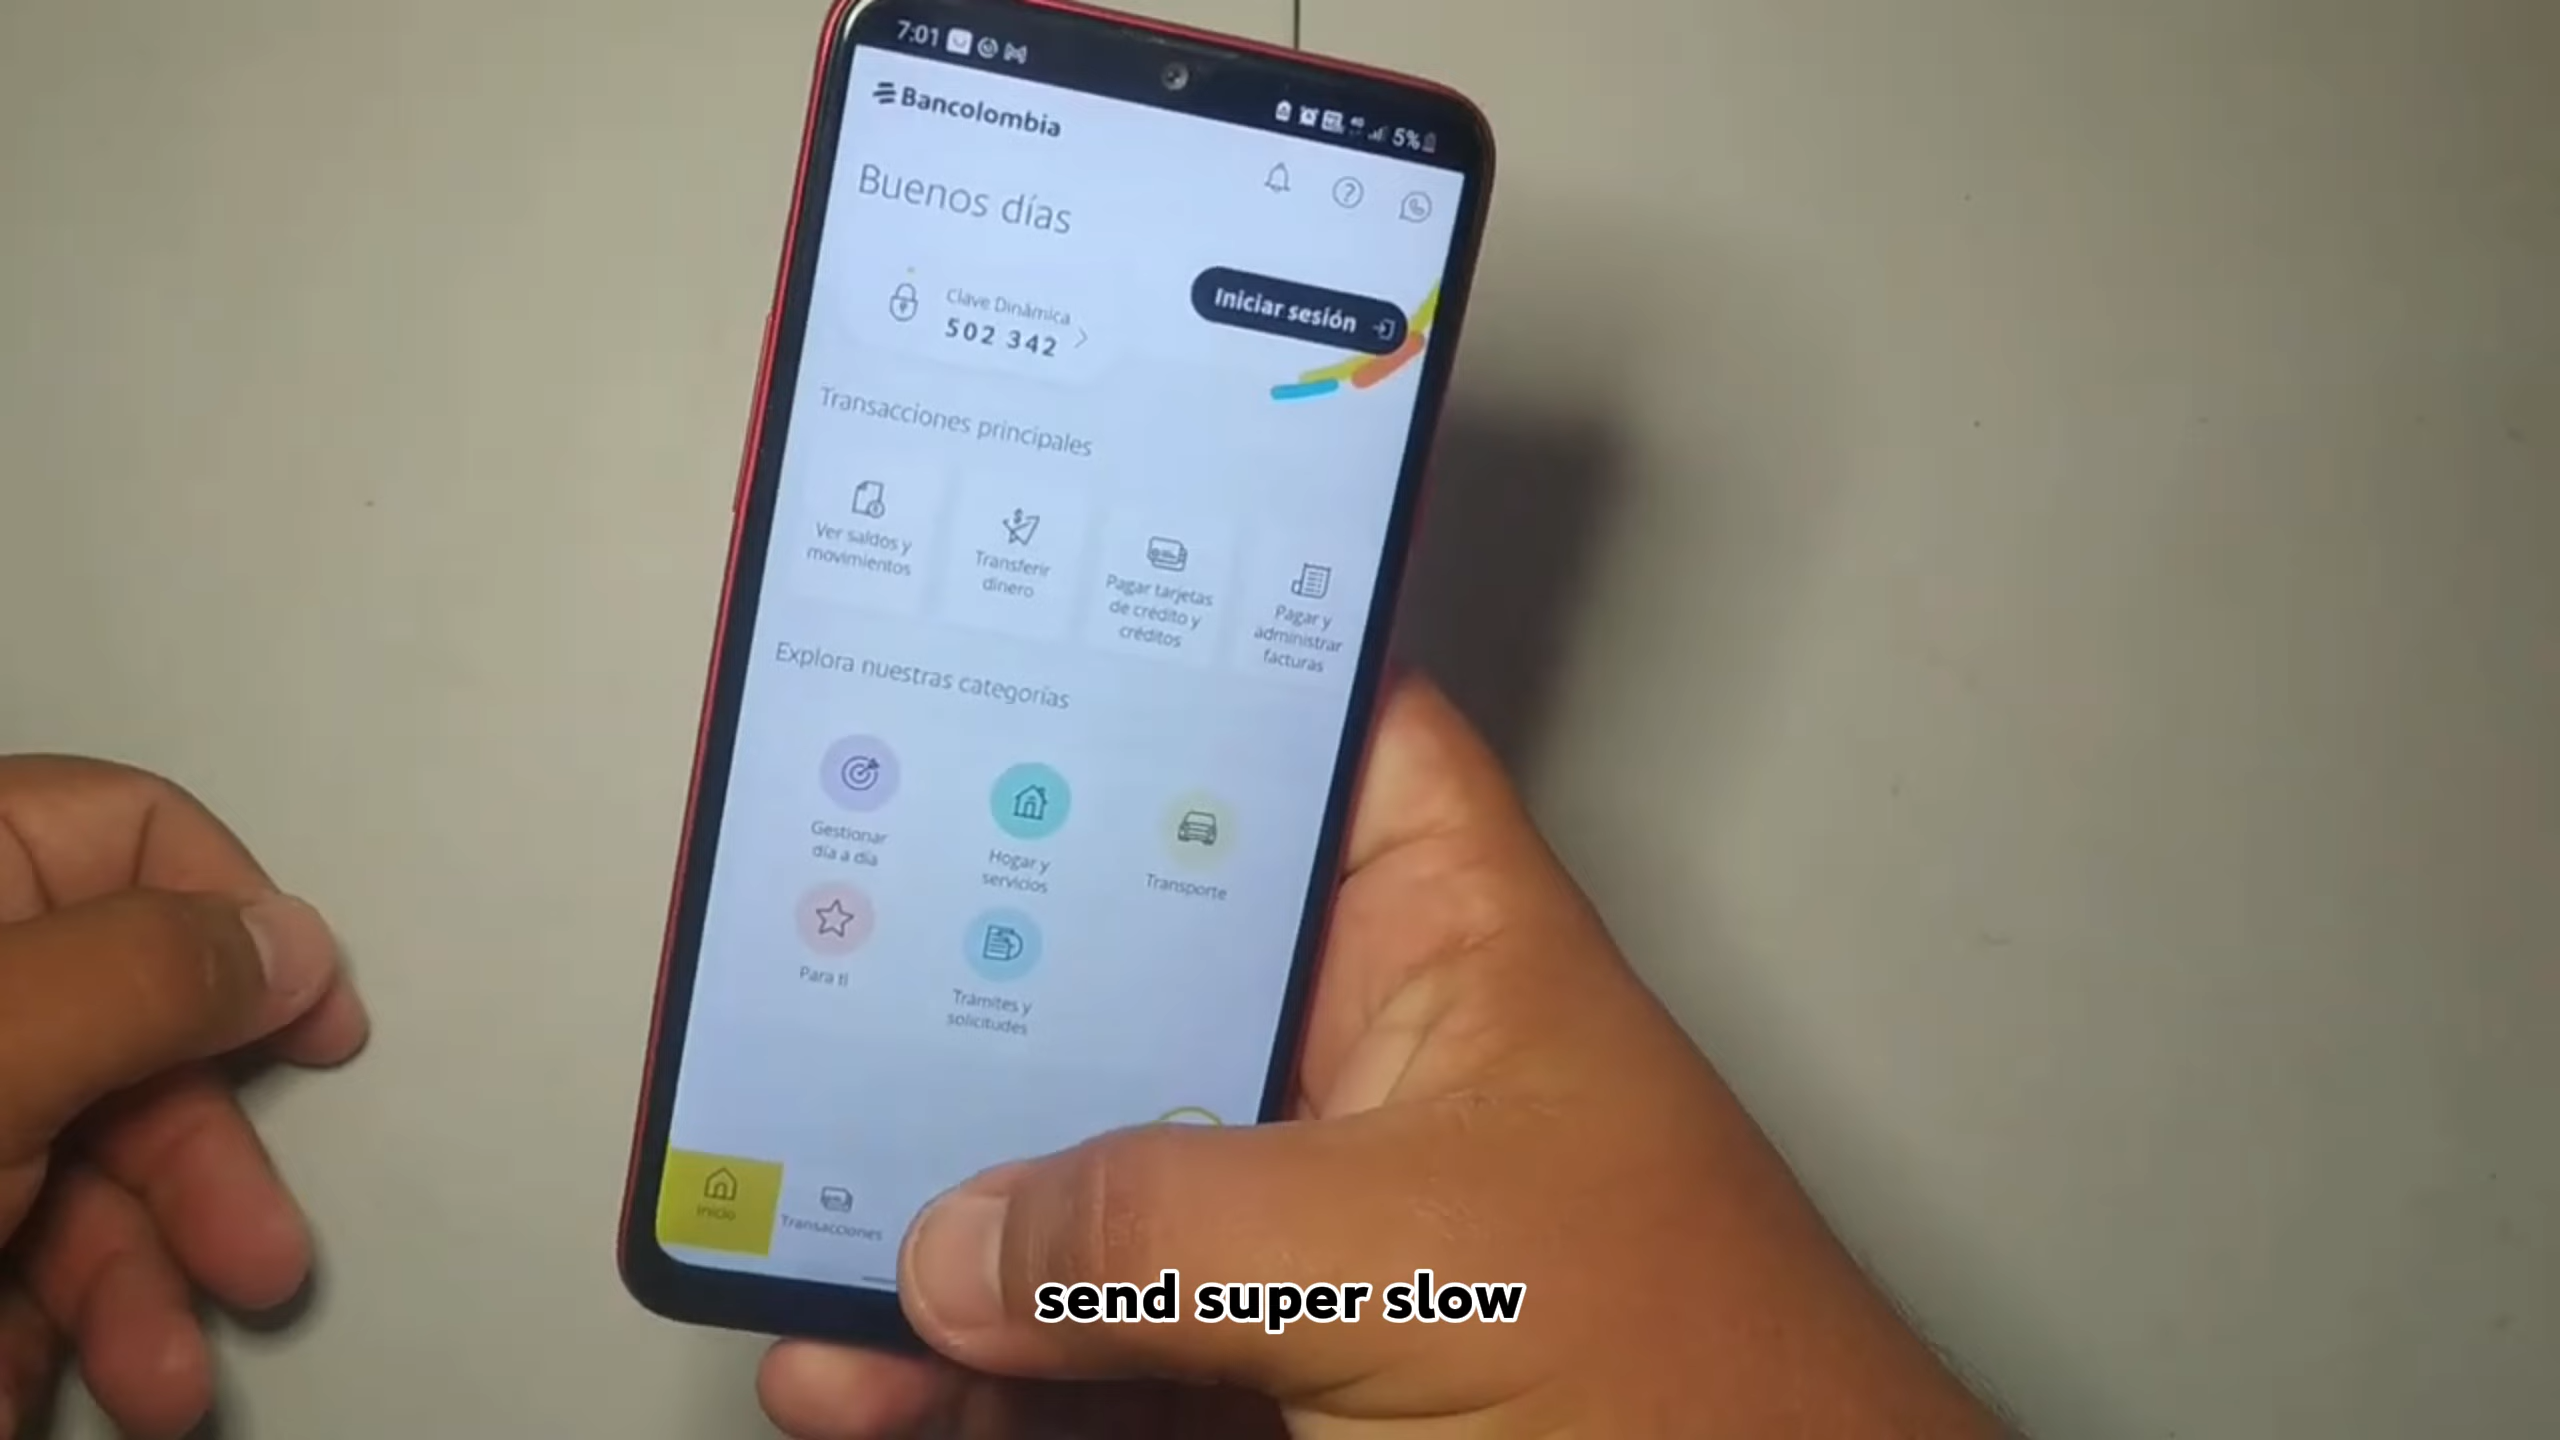 7:01
5%
Bancolombia
Buenos días
Clave Dinámica
502 342
Iniciar sesión
Transacciones principales
Ver saldos y
movimientos
Transferir
dinero
Pagar tarjetas
de crédito y
créditos
Pagar y
administrar
facturas
Explora nuestras categorías
Gestionar
día a día
Hogar y
servicios
Transporte
Para ti
Trámites y
solicitudes
Inicio
Transacciones
send super slow